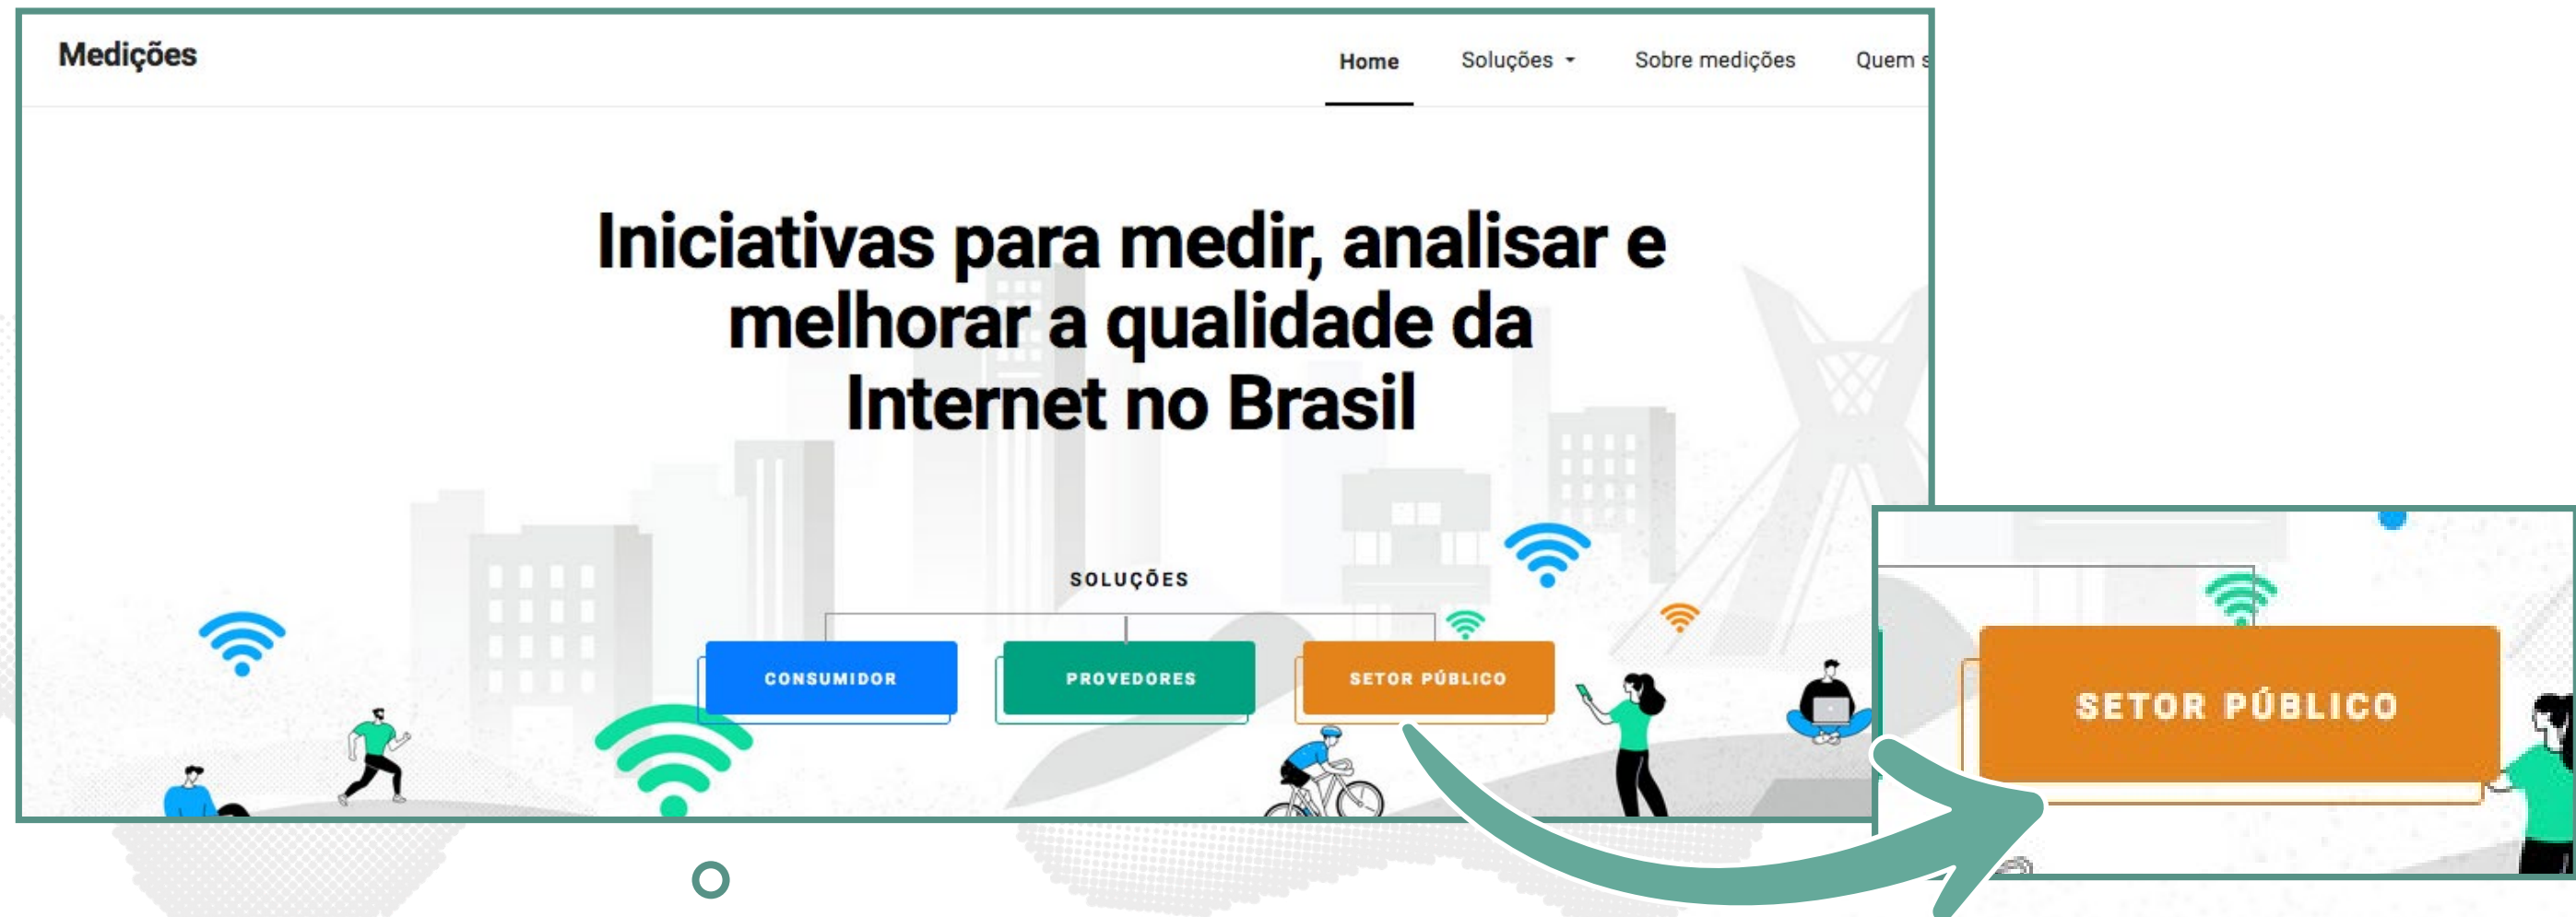 Medições
Home Soluções Sobre medições Quem
Iniciativas para medir, analisar e
melhorar a qualidade da
Internet no Brasil
SOLUÇÕES
CONSUMIDOR PROVEDORES SETOR PÚBLICO
SETOR PÚBLICO